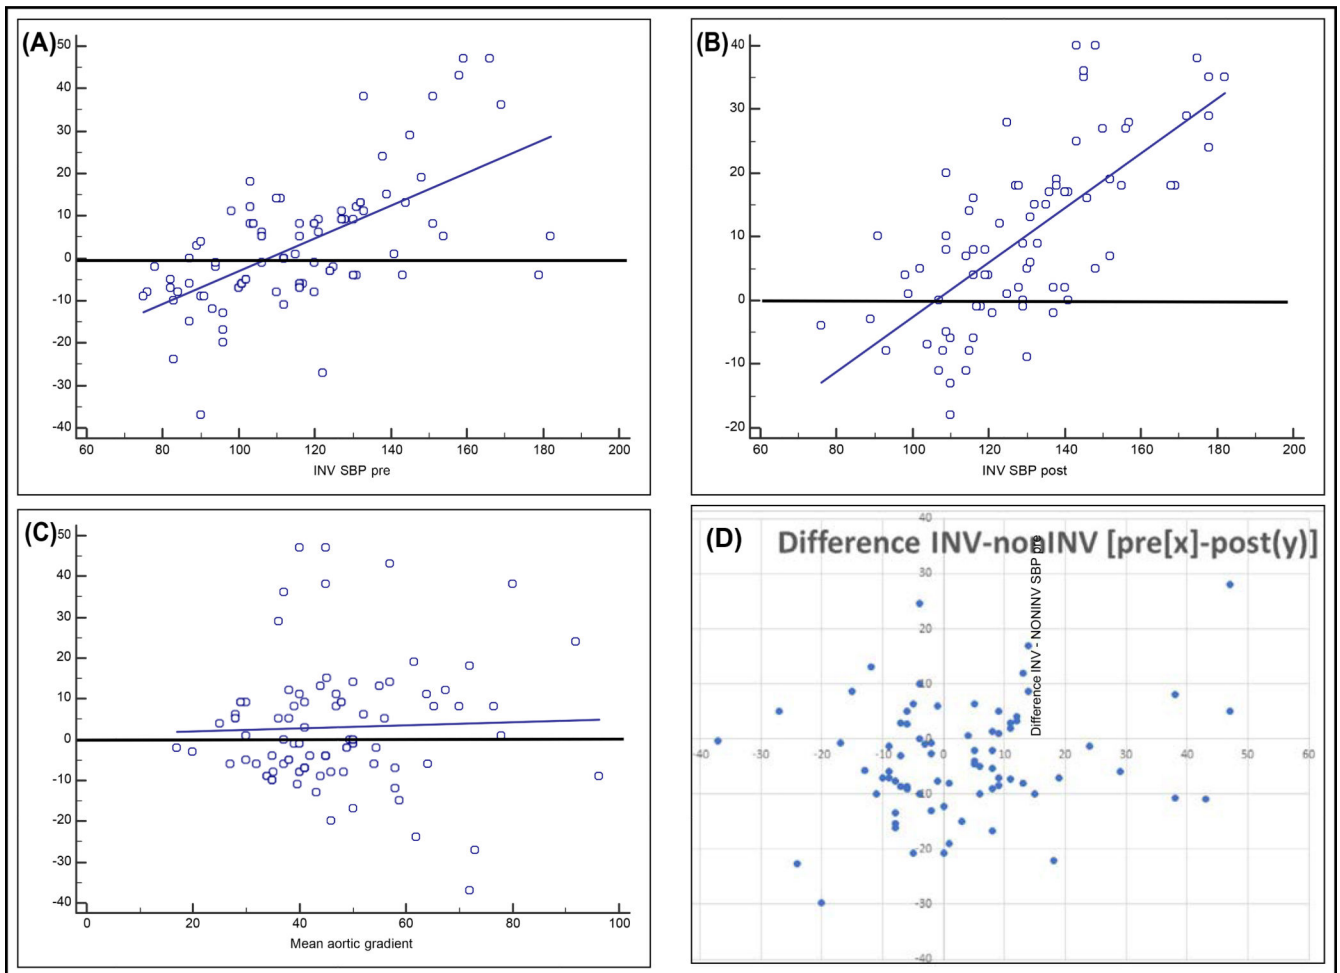 (A)
50
40
30
20
10
0
-10
-20
-30
-40
60 80 100 120 140 160 180 200
INV SBP pre
(B)
40
30
20
10
0
-10
-20
60 80 100 120 140 160 180 200
INV SBP post
(C)
50
40
30
20
10
0
-10
-20
-30
-40
0 20 40 60 80 100
Mean aortic gradient
(D)
Difference INV-nonINV [pre[x]-post(y)]
Difference INV - NONINV SBP pre
40
30
20
10
-40 -30 -20 -10 0 10 20 30 40 50 60
-10
-20
-30
-40